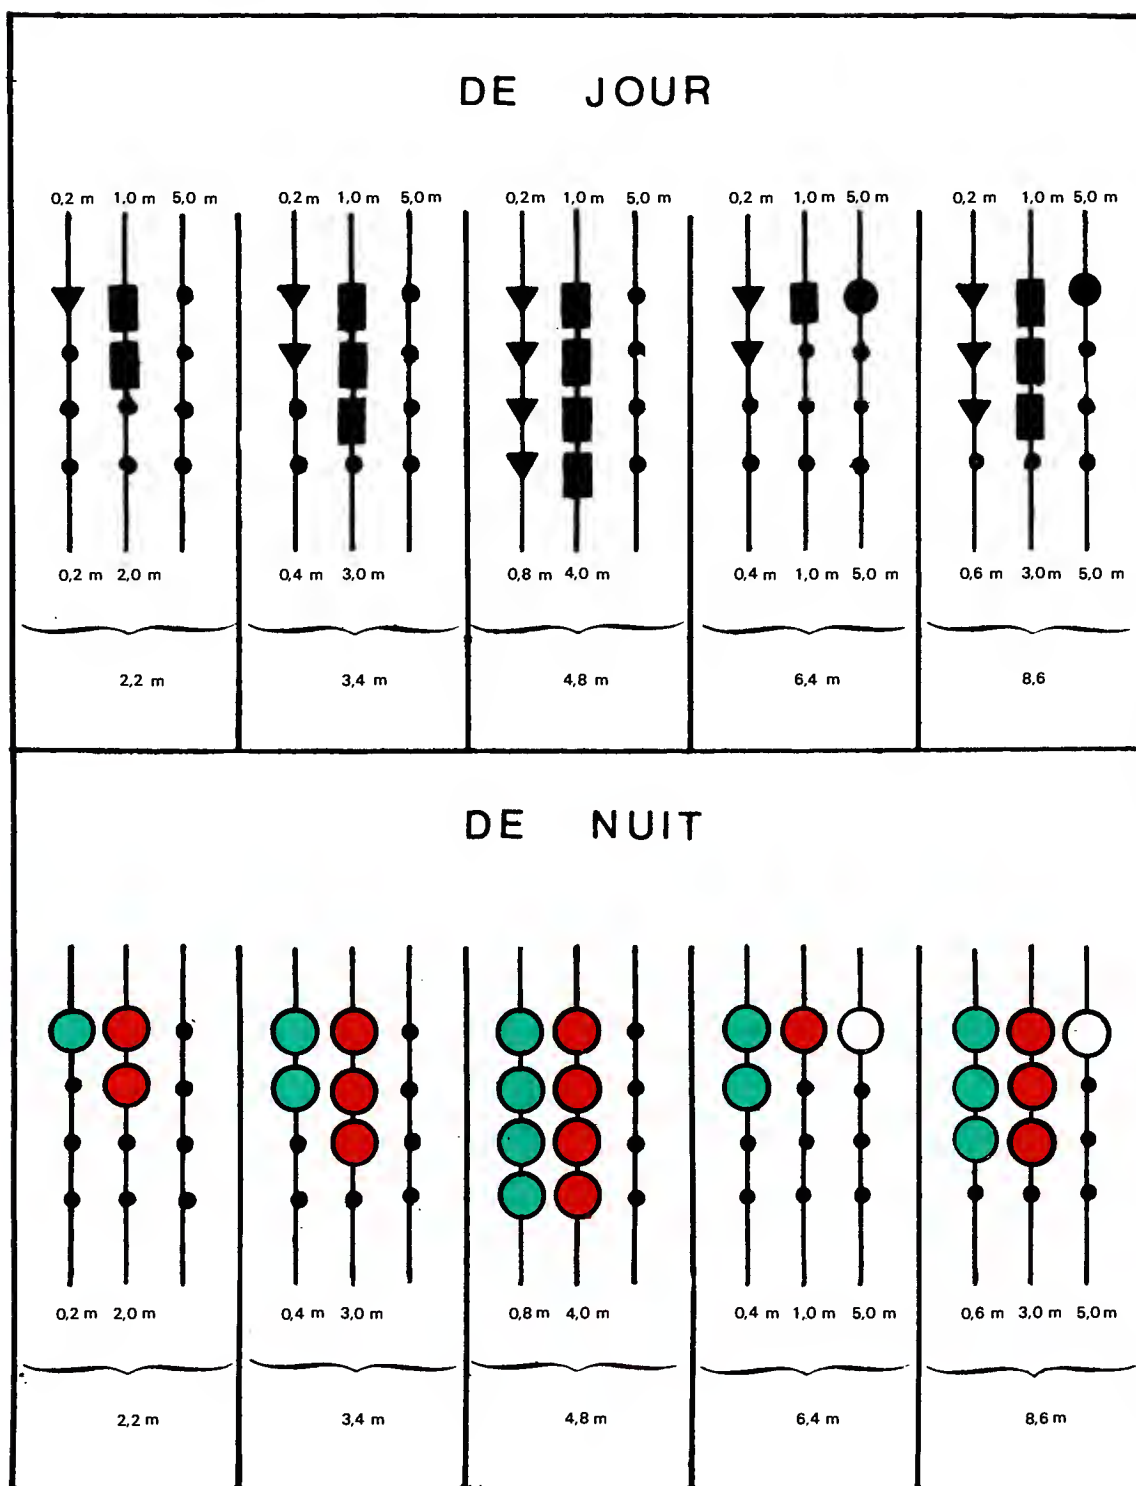 DE JOUR
0,2 m 1,0 m 5,0 m 0,2 m 1,0 m 5,0 m 0,2 m 1,0 m 5,0 m 0,2 m 1,0 m 5,0 m 0,2 m 1,0 m 5,0 m
0,2 m 2,0 m 0,4 m 3,0 m 0,8 m 4,0 m 0,4 m 1,0 m 5,0 m 0,6 m 3,0 m 5,0 m
2,2 m 3,4 m 4,8 m 6,4 m 8,6
DE NUIT
0,2 m 2,0 m 0,4 m 3,0 m 0,8 m 4,0 m 0,4 m 1,0 m 5,0 m 0,6 m 3,0 m 5,0 m
2,2 m 3,4 m 4,8 m 6,4 m 8,6 m